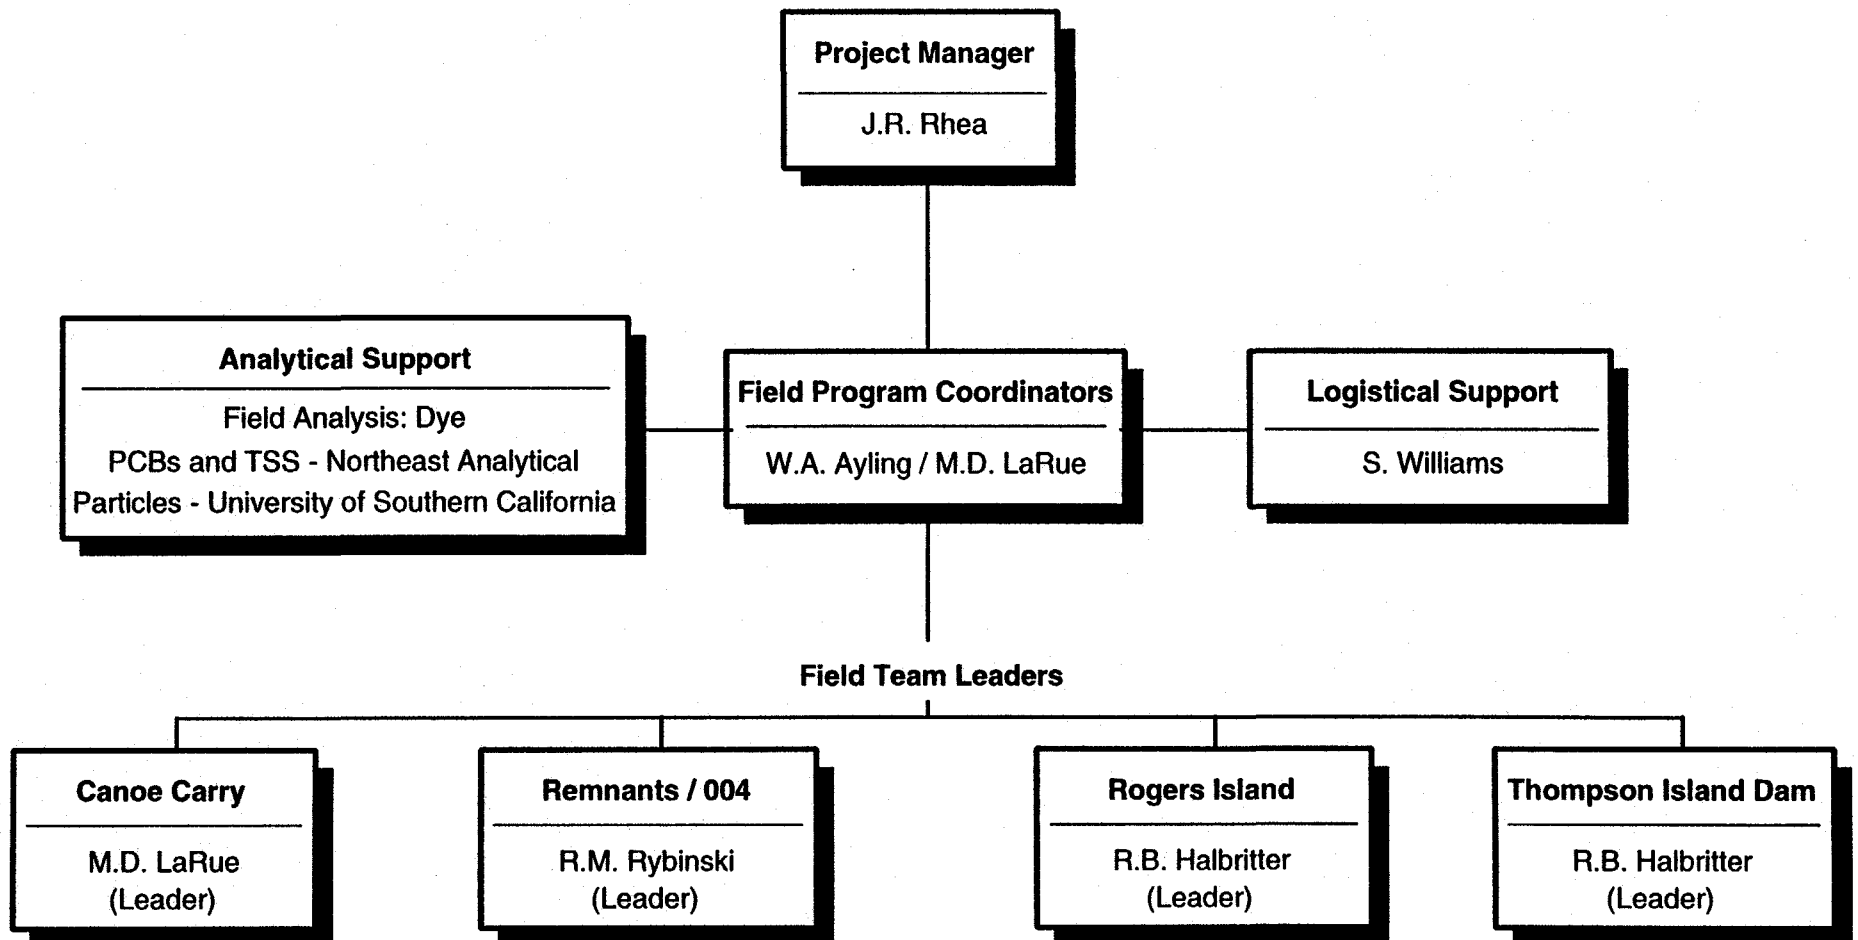 Project Manager
J.R. Rhea
Analytical Support
Field Analysis: Dye
PCBs and TSS - Northeast Analytical
Particles - University of Southern California
Field Program Coordinators
W.A. Ayling / M.D. LaRue
Logistical Support
S. Williams
Field Team Leaders
Canoe Carry
M.D. LaRue
(Leader)
Remnants / 004
R.M. Rybinski
(Leader)
Rogers Island
R.B. Halbritter
(Leader)
Thompson Island Dam
R.B. Halbritter
(Leader)